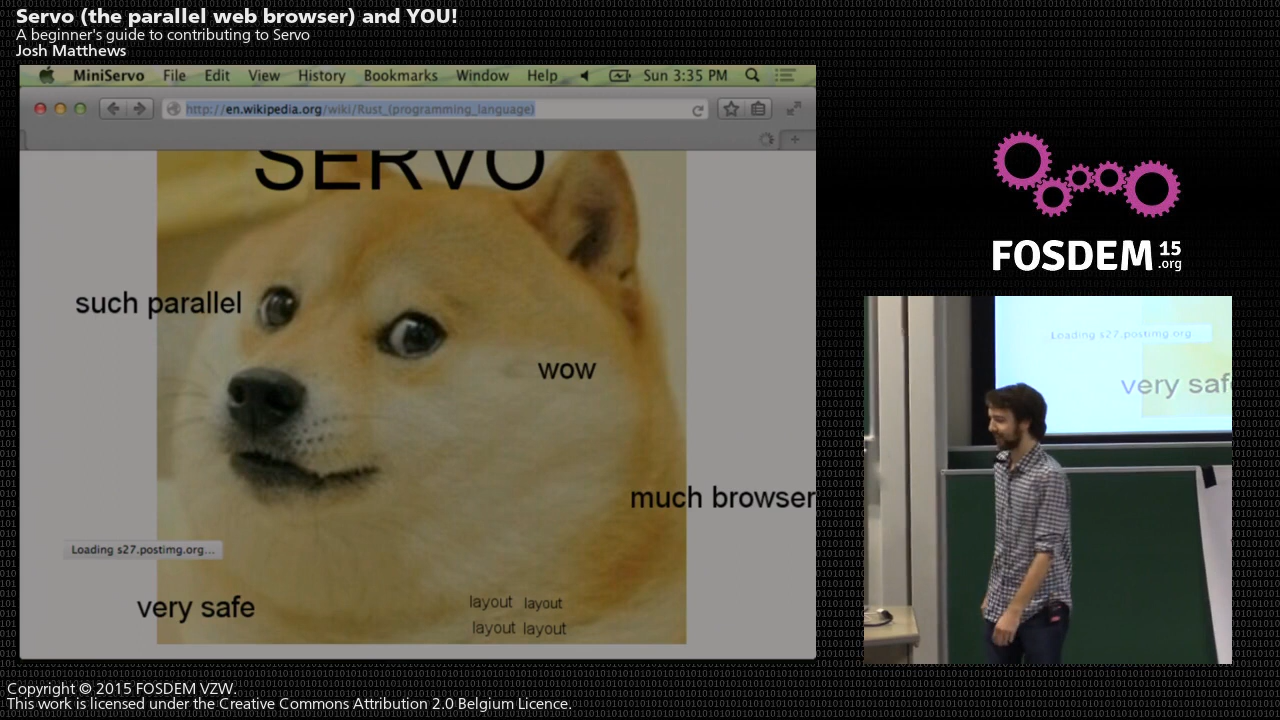 Servo (the parallel web browser) and YOU!
A beginner's guide to contributing to Servo
Josh Matthews
MiniServo File Edit View History Bookmarks Window Help Sun 3:35 PM
http://en.wikipedia.org/wiki/Rust_(programming_language)
SERVO
such parallel
wow
much browser
Loading s27.postimg.org...
very safe
layout layout
layout layout
FOSDEM 15
.org
Loading s27.postimg.org
very saf
Copyright © 2015 FOSDEM VZW.
This work is licensed under the Creative Commons Attribution 2.0 Belgium Licence.